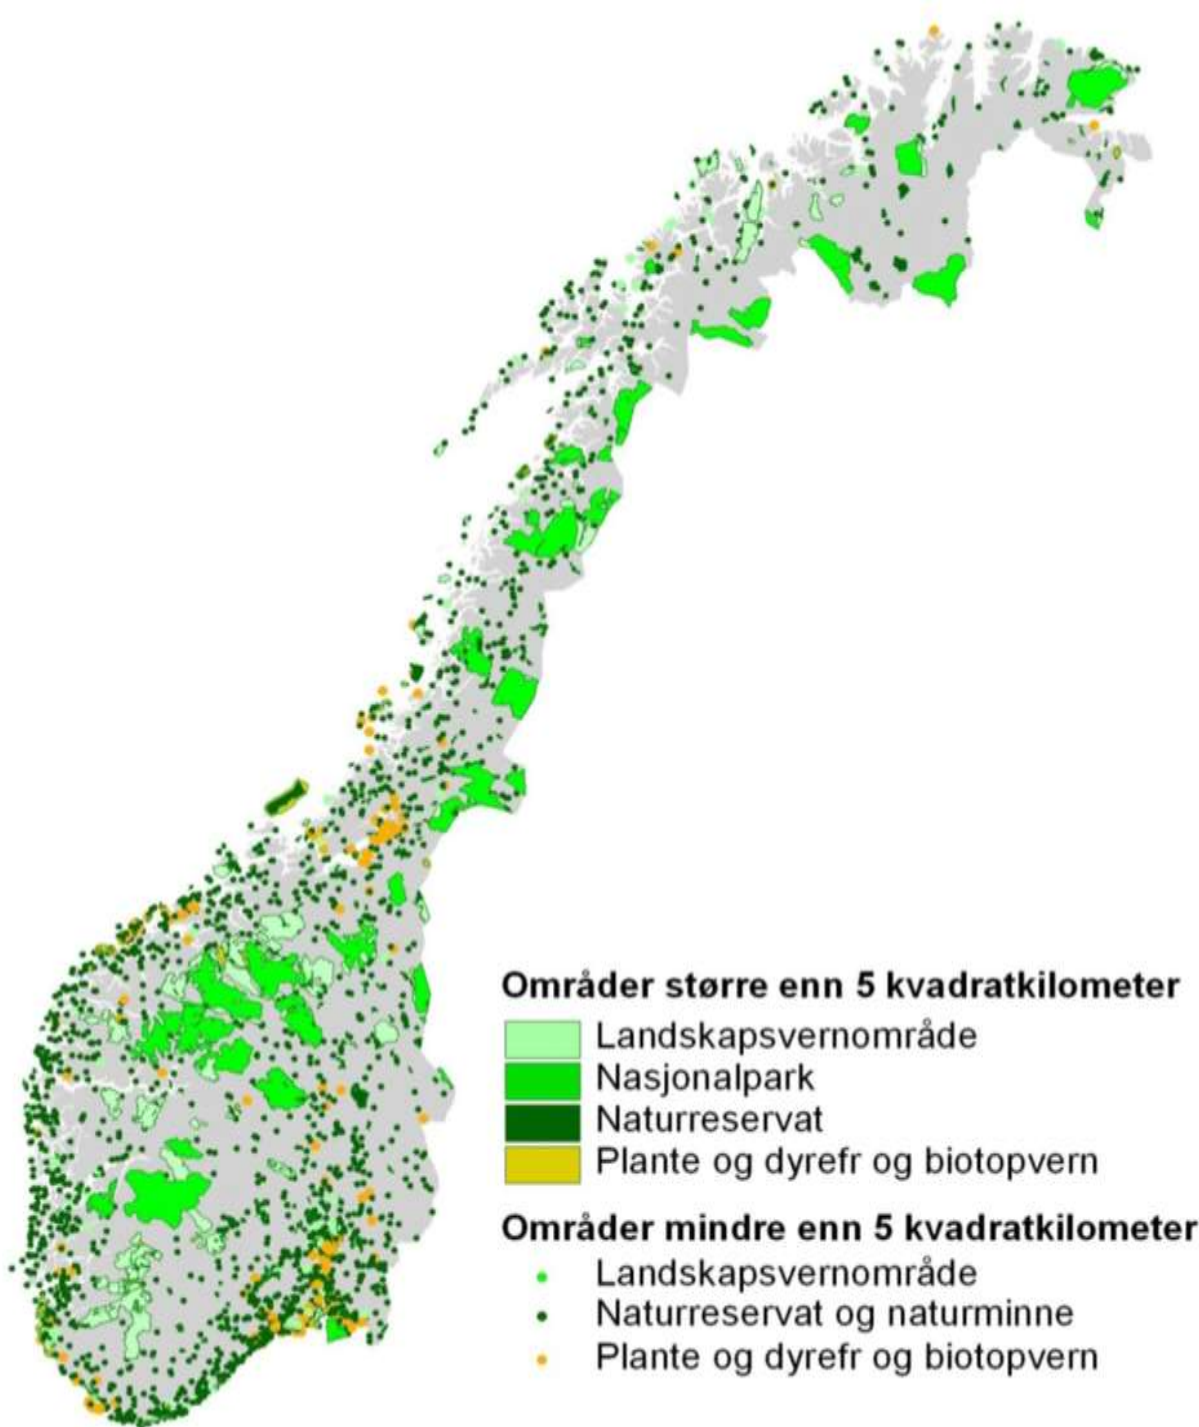 Områder større enn 5 kvadratkilometer
Landskapsvernområde
Nasjonalpark
Naturreservat
Plante og dyrefr og biotopvern
Områder mindre enn 5 kvadratkilometer
Landskapsvernområde
Naturreservat og naturminne
Plante og dyrefr og biotopvern